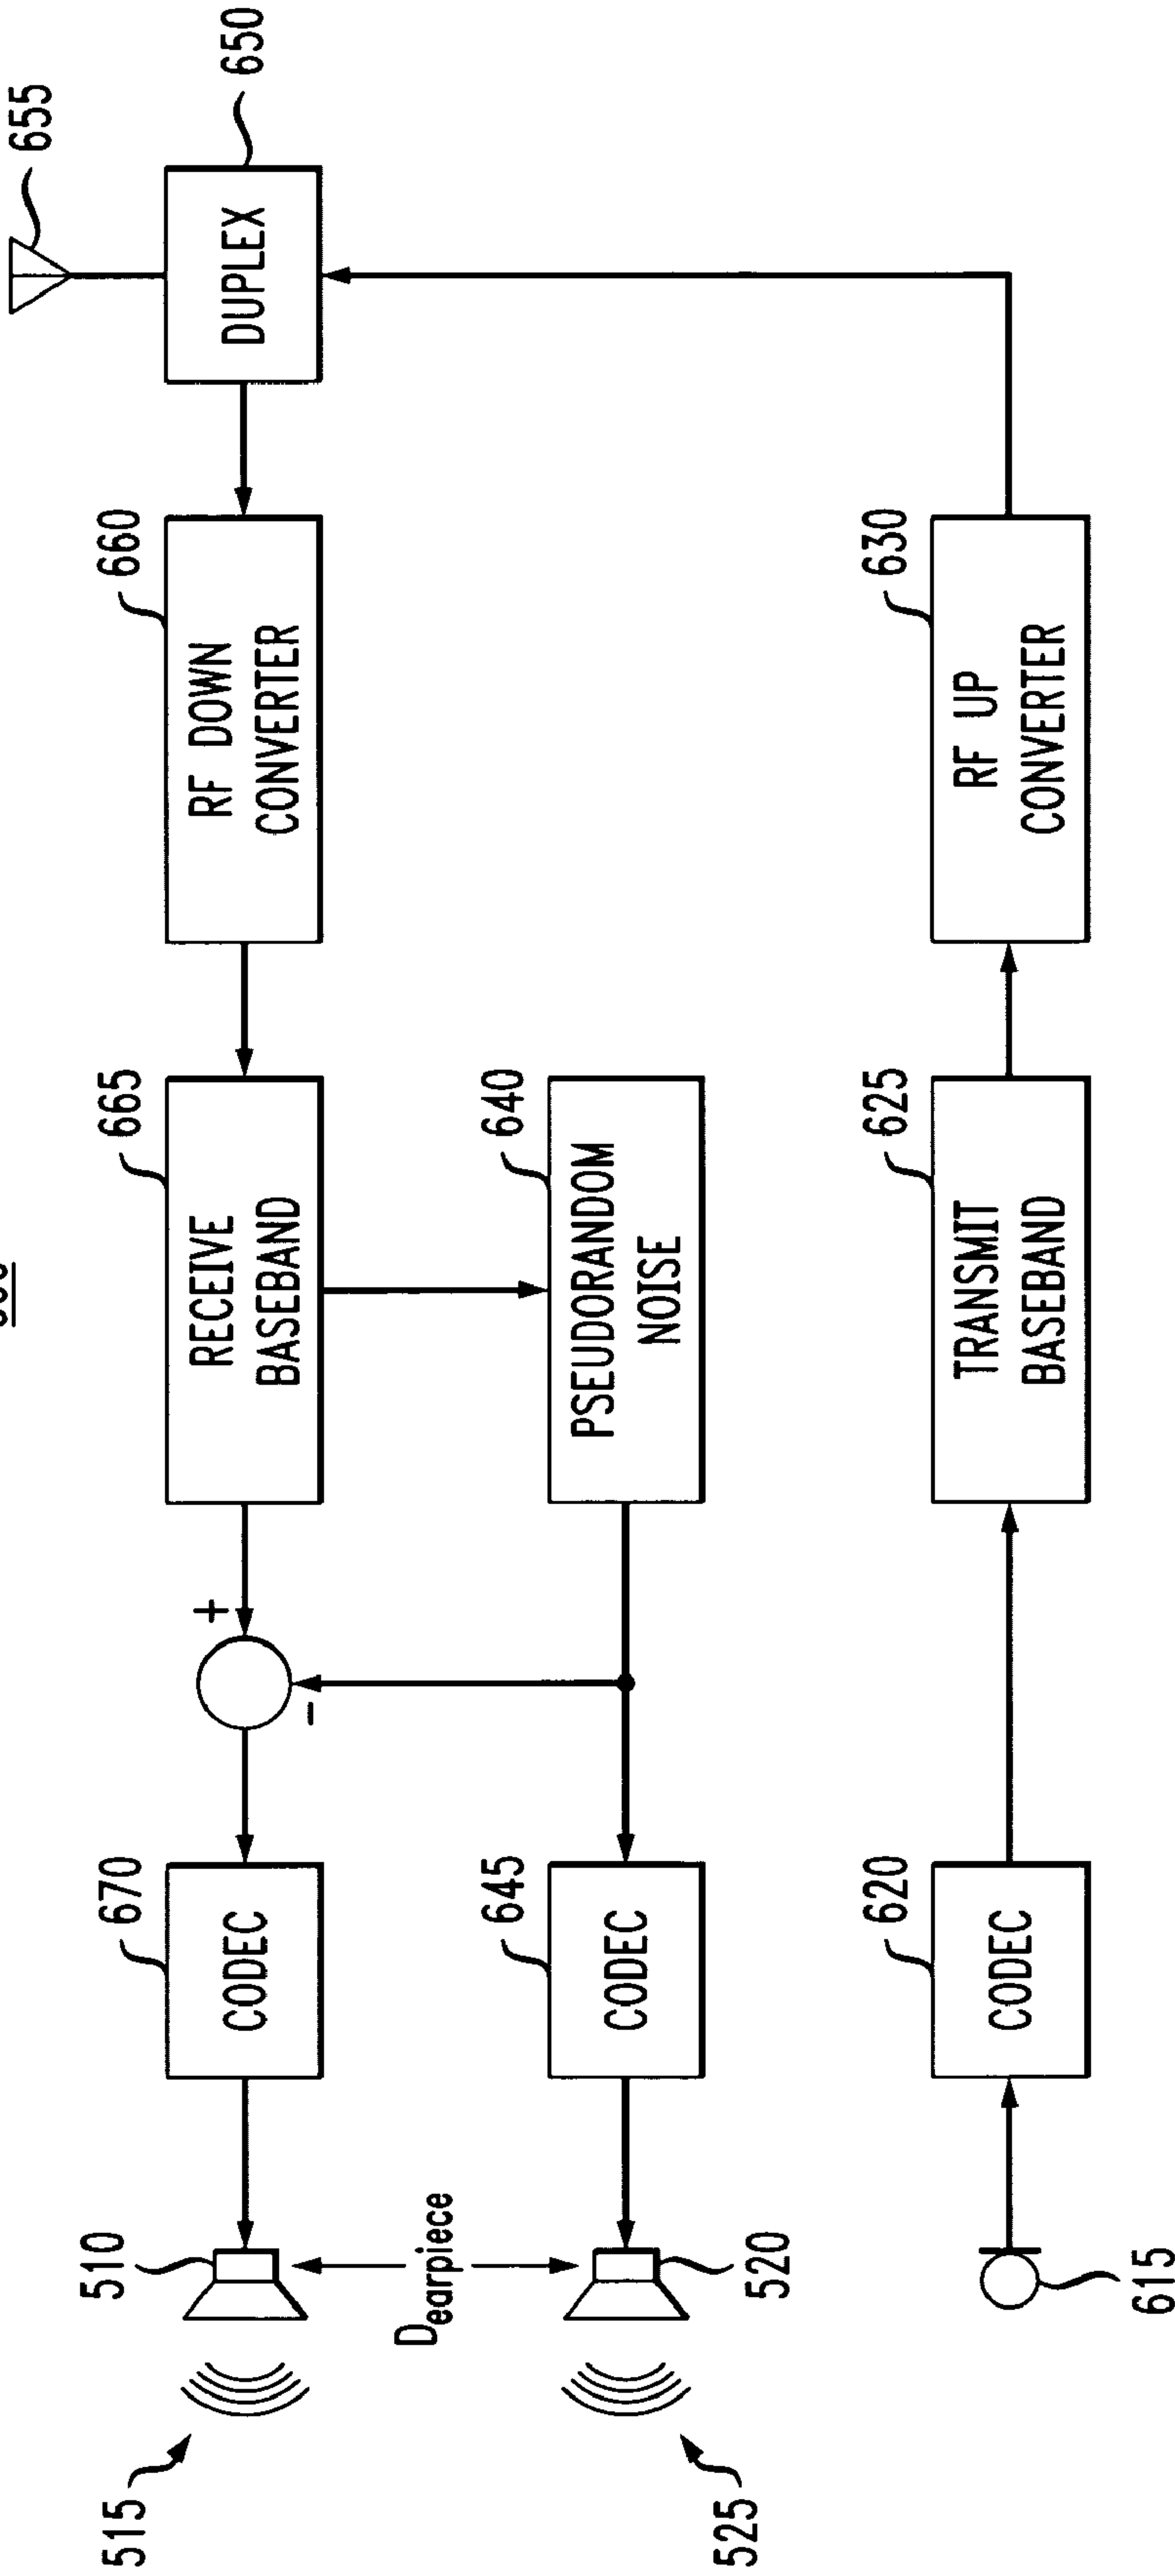 655
650
DUPLEX
660
RF DOWN
CONVERTER
665
RECEIVE
BASEBAND
640
PSEUDORANDOM
NOISE
+
-
670
CODEC
645
CODEC
510
Dearpiece
520
515
525
630
RF UP
CONVERTER
625
TRANSMIT
BASEBAND
620
CODEC
615